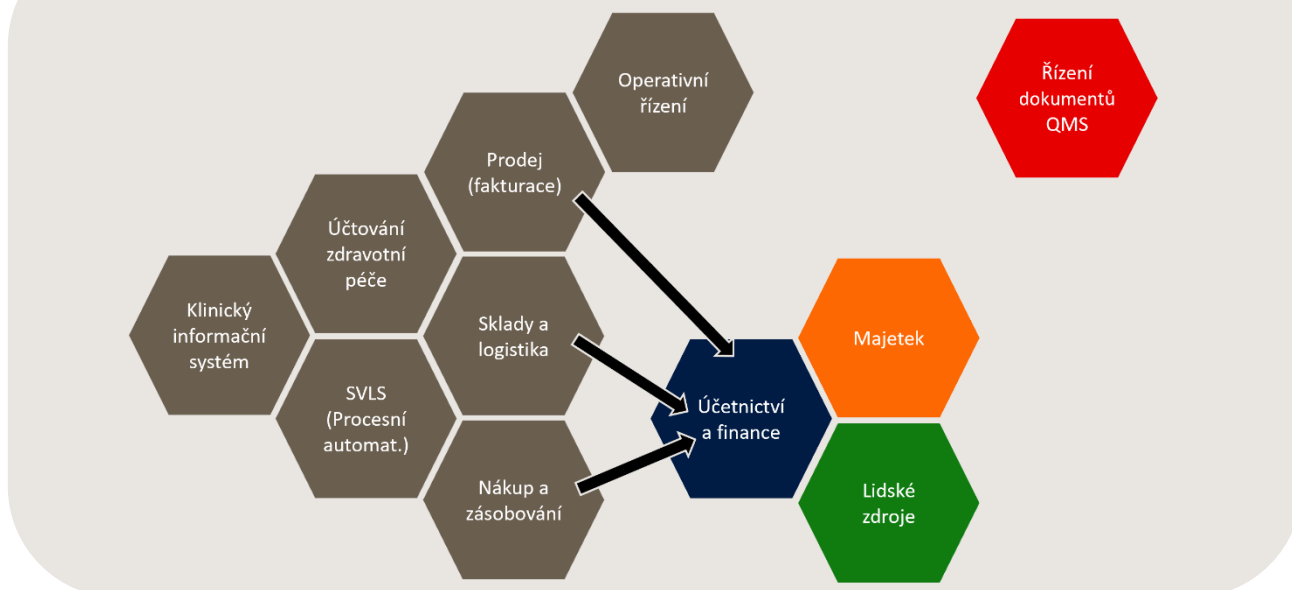 Operativní
řízení
Řízení
dokumentů
QMS
Prodej
(fakturace)
Účtování
zdravotní
péče
Klinický
informační
systém
Sklady a
logistika
Majetek
SVLS
(Procesní
automat.)
Účetnictví
a finance
Nákup a
zásobování
Lidské
zdroje